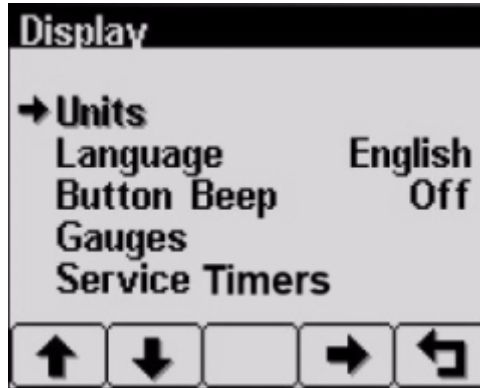 Display
Units
Language English
Button Beep Off
Gauges
Service Timers